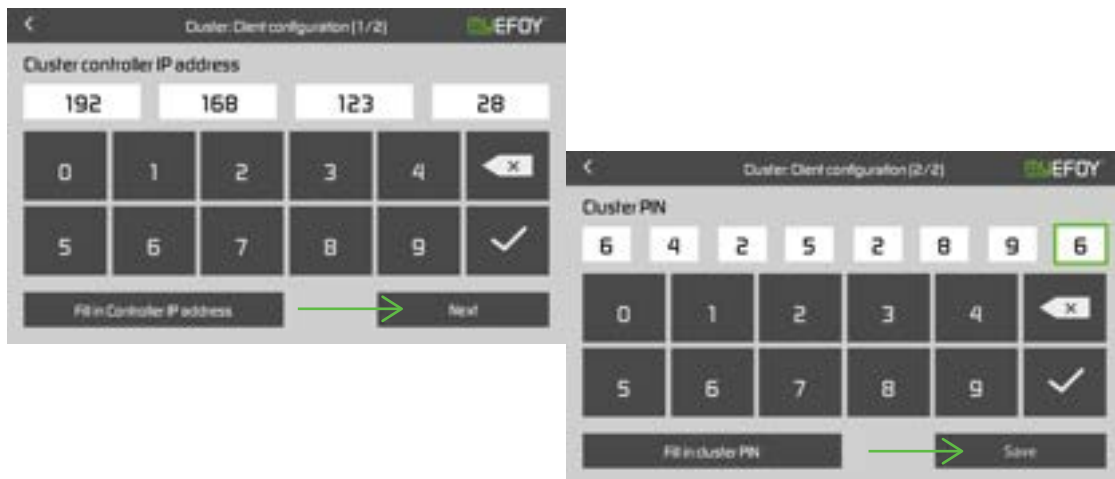 Cluster: Client configuration (1/2)
EFOY
Cluster controller IP address
192 168 123 28
0 1 2 3 4
5 6 7 8 9
Fill in Controller IP address
Next
Cluster: Client configuration (2/2)
EFOY
Cluster PIN
6 4 2 5 2 8 9 6
0 1 2 3 4
5 6 7 8 9
Fill in cluster PIN
Save